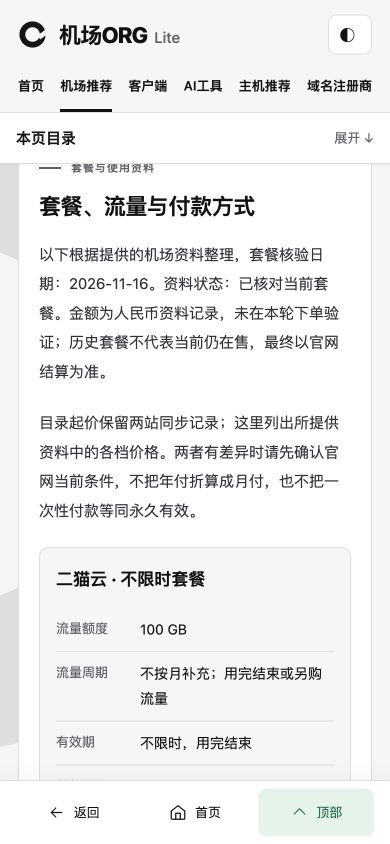 机场ORG Lite
首页 机场推荐 客户端 AI工具 主机推荐 域名注册商
本页目录 展开 ↓
套餐与使用资料
套餐、流量与付款方式
以下根据提供的机场资料整理，套餐核验日
期：2026-11-16。资料状态：已核对当前套
餐。金额为人民币资料记录，未在本轮下单验
证；历史套餐不代表当前仍在售，最终以官网
结算为准。
目录起价保留两站同步记录；这里列出所提供
资料中的各档价格。两者有差异时请先确认官
网当前条件，不把年付折算成月付，也不把一
次性付款等同永久有效。
二猫云 · 不限时套餐
流量额度 100 GB
流量周期 不按月补充；用完结束或另购
流量
有效期 不限时，用完结束
← 返回 首页 顶部